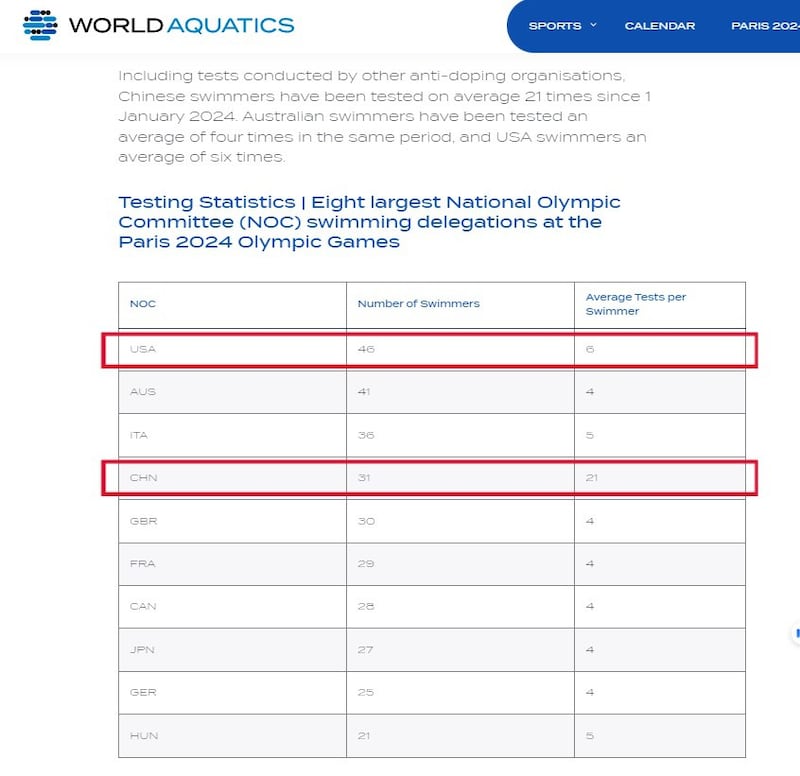 WORLD AQUATICS
SPORTS CALENDAR PARIS 2024
Including tests conducted by other anti-doping organisations,
Chinese swimmers have been tested on average 21 times since 1
January 2024. Australian swimmers have been tested an
average of four times in the same period, and USA swimmers an
average of six times.
Testing Statistics | Eight largest National Olympic
Committee (NOC) swimming delegations at the
Paris 2024 Olympic Games
NOC Number of Swimmers Average Tests per
Swimmer
USA 46 6
AUS 41 4
ITA 36 5
CHN 31 21
GBR 30 4
FRA 29 4
CAN 28 4
JPN 27 4
GER 25 4
HUN 21 5